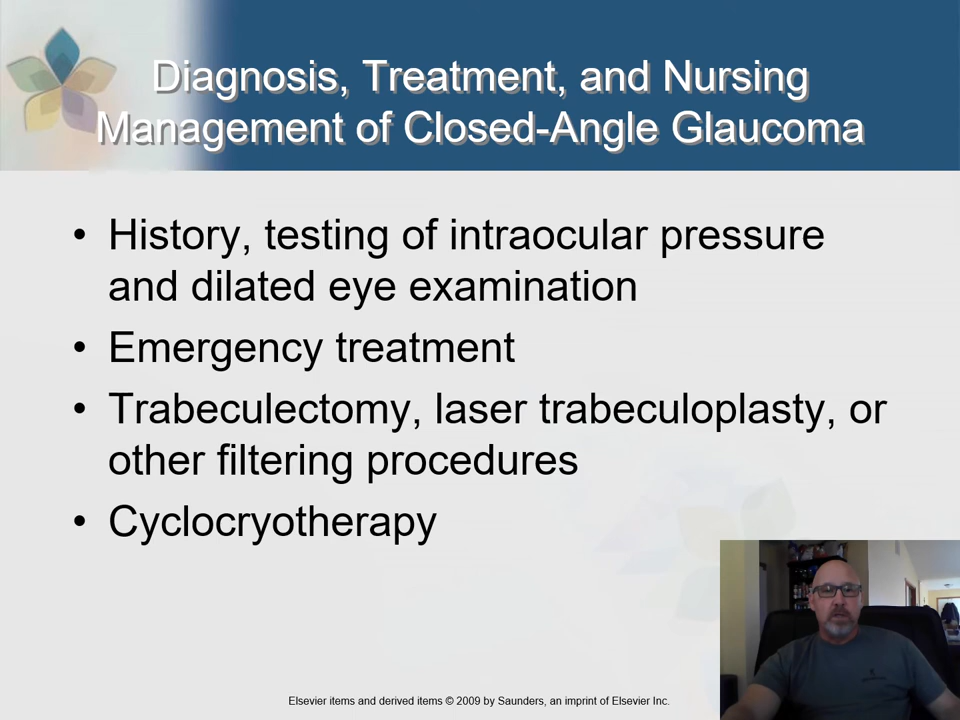 Diagnosis, Treatment, and Nursing
Management of Closed-Angle Glaucoma
• History, testing of intraocular pressure
and dilated eye examination
• Emergency treatment
• Trabeculectomy, laser trabeculoplasty, or
other filtering procedures
• Cyclocryotherapy
Elsevier items and derived items © 2009 by Saunders, an imprint of Elsevier Inc.